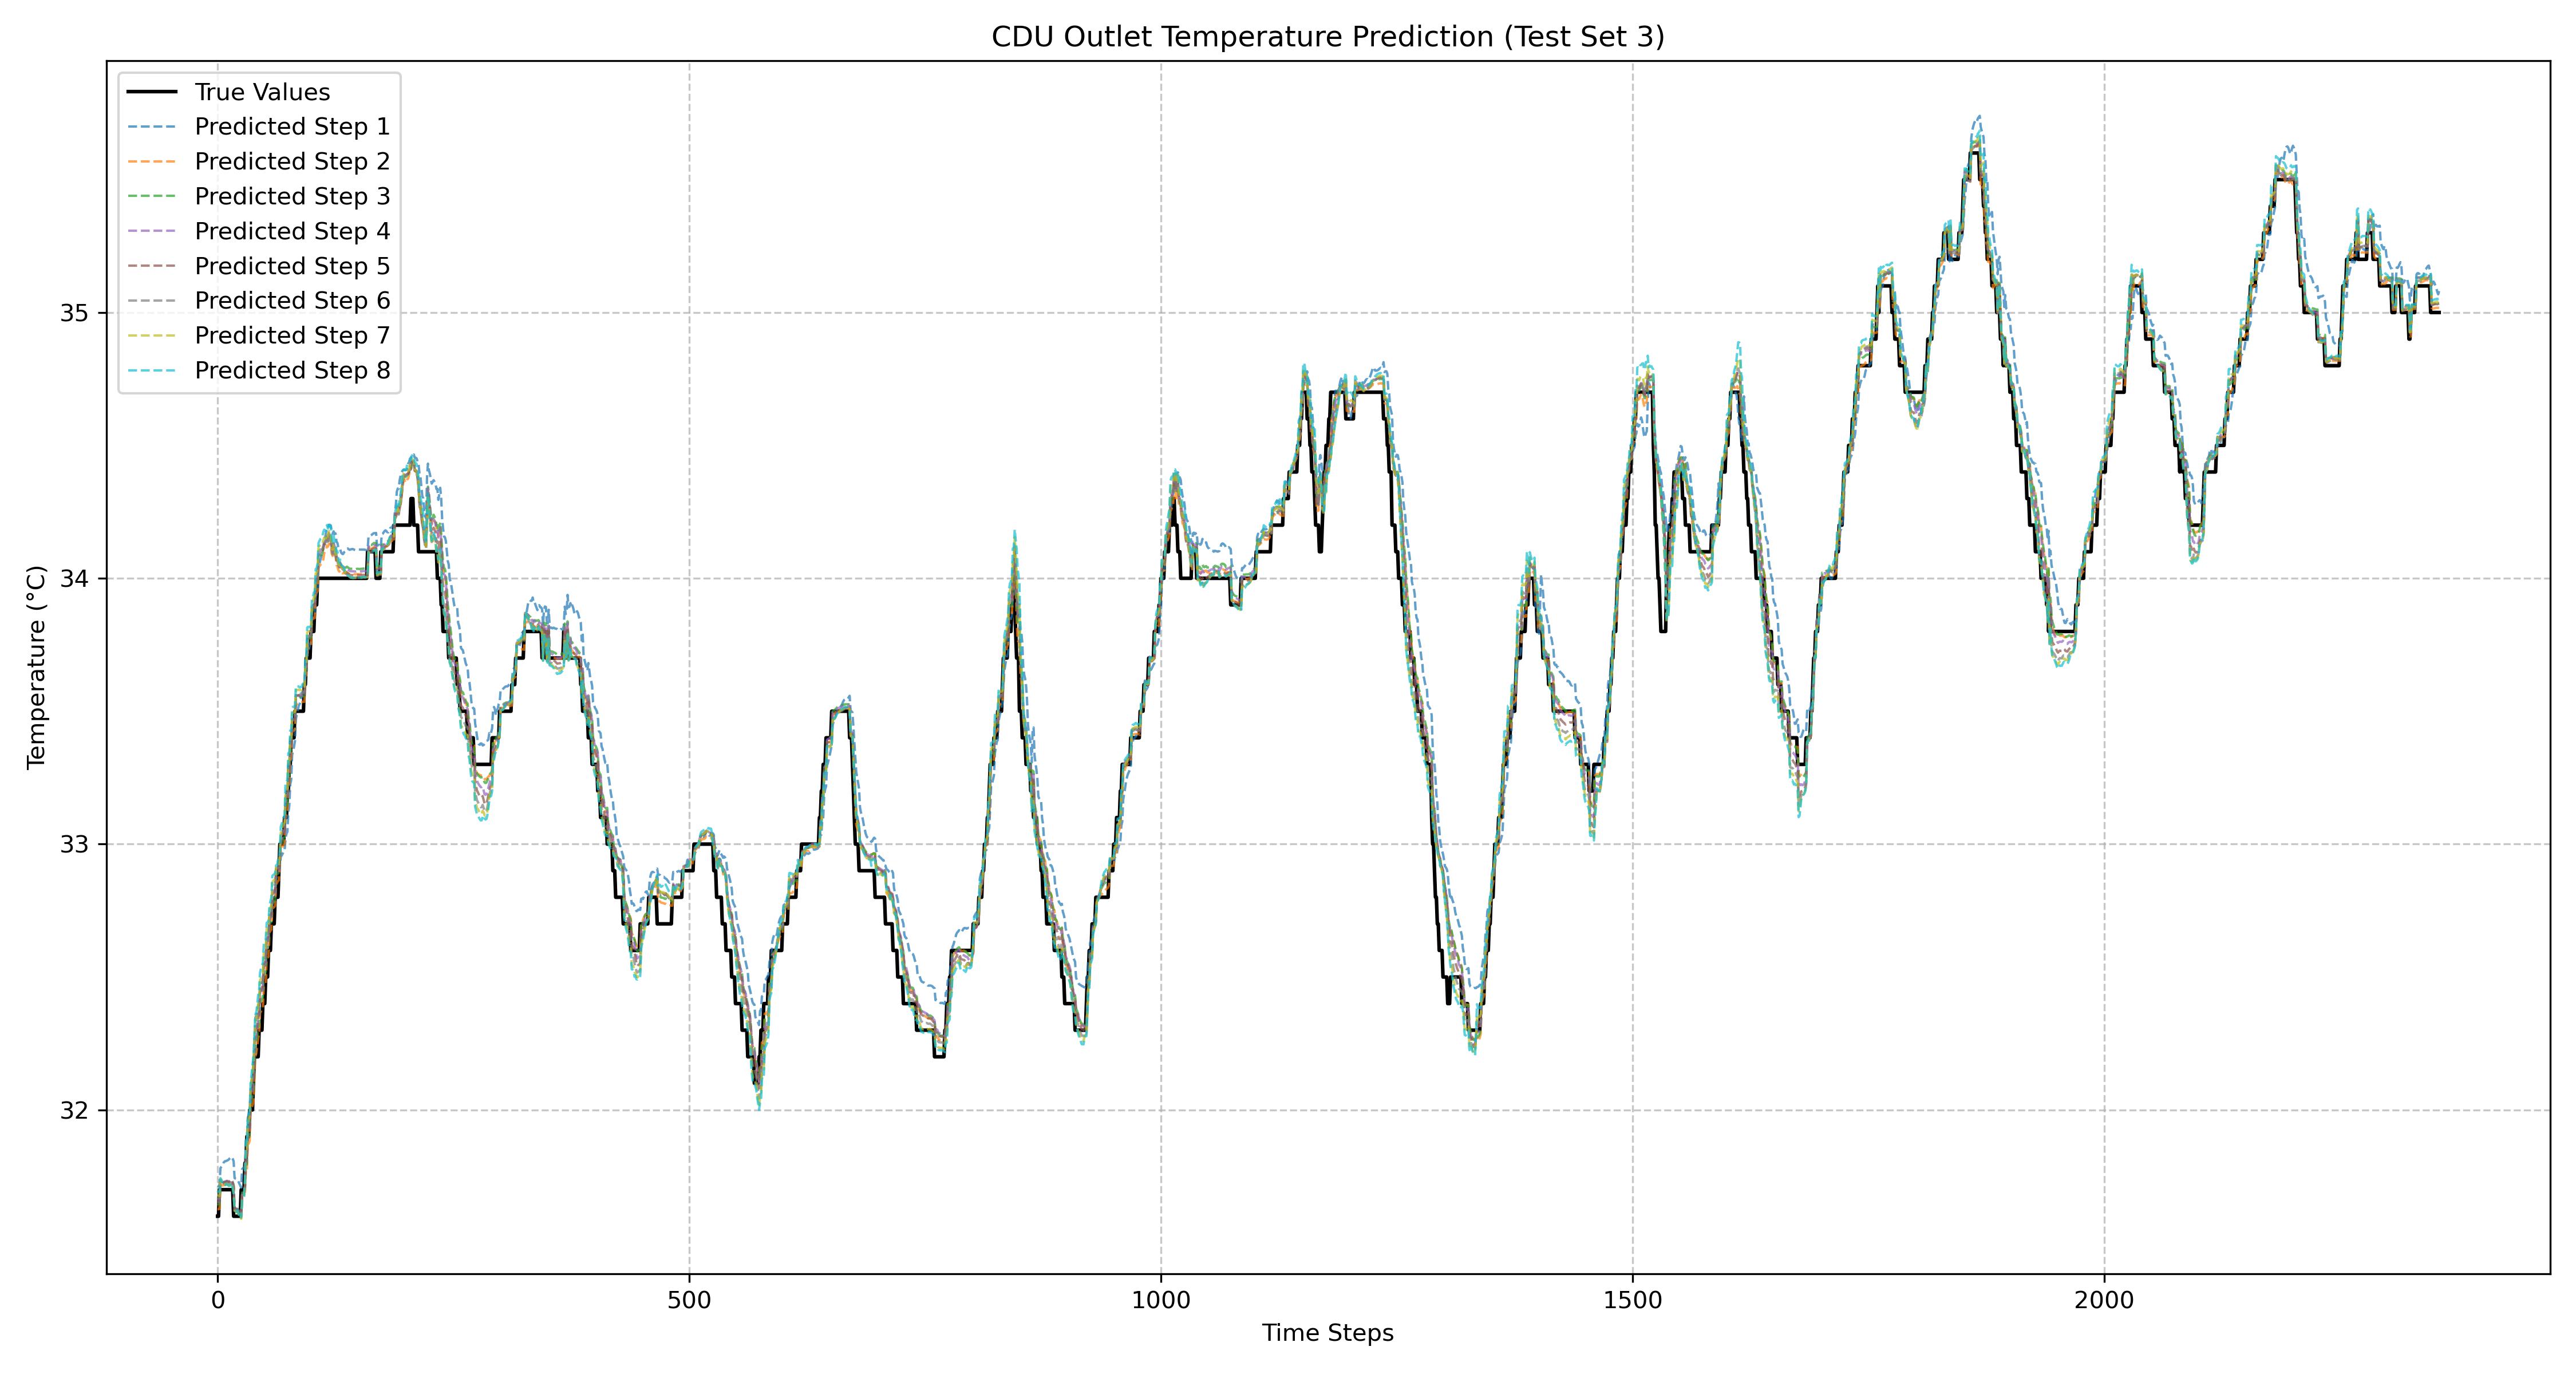 CDU Outlet Temperature Prediction (Test Set 3)
True Values
Predicted Step 1
Predicted Step 2
Predicted Step 3
Predicted Step 4
Predicted Step 5
Predicted Step 6
Predicted Step 7
Predicted Step 8
Temperature (°C)
35
34
33
32
0
500
1000
1500
2000
Time Steps